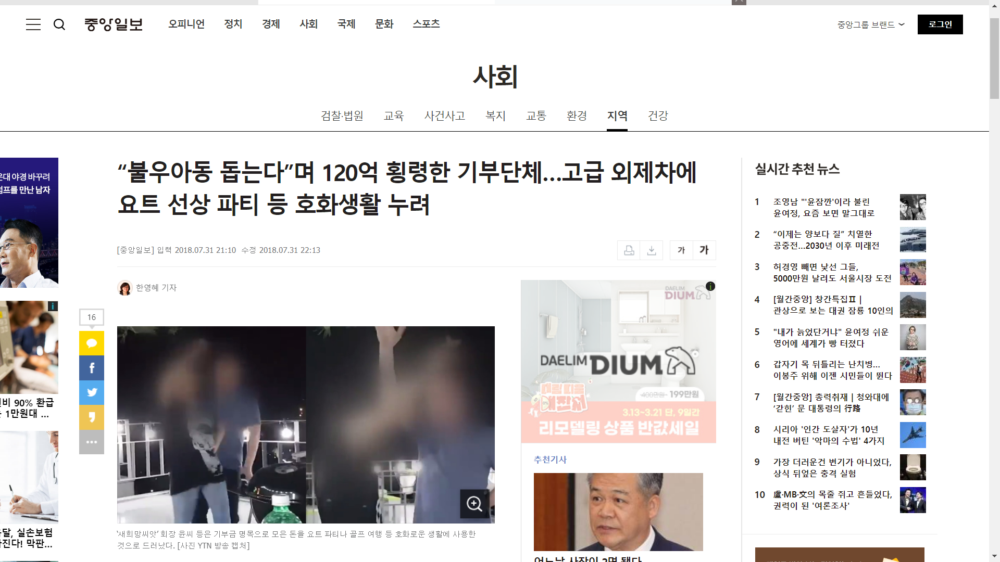 중앙일보
오피니언 정치 경제 사회 국제 문화 스포츠
중앙그룹 브랜드
로그인
사회
검찰·법원 교육 사건사고 복지 교통 환경 지역 건강
운대 야경 바꾸려
넘프를 만난 남자
“불우아동 돕는다”며 120억 횡령한 기부단체…고급 외제차에
요트 선상 파티 등 호화생활 누려
[중앙일보] 입력 2018.07.31 21:10 수정 2018.07.31 22:13
가 가
한영혜 기자
16
비 90% 환급
1만원대 ...
달, 실손보험
진다! 막판...
‘새희망씨앗’ 회장 윤씨 등은 기부금 명목으로 모은 돈을 요트 파티나 골프 여행 등 호화로운 생활에 사용한
것으로 드러났다. [사진 YTN 방송 캡처]
DAELIM
DIUM
DAELIM DIUM
대림 디움
대잔치
400만원~ 199만원
3.13~3.21 단, 9일간
리모델링 상품 반값세일
추천기사
어느날 사장이 2명 됐다
실시간 추천 뉴스
1 조영남 "'윤잠깐'이라 불린
윤여정, 요즘 보면 말그대로
2 “이제는 양보다 질” 치열한
공중전…2030년 이후 미래전
3 허경영 빼면 낯선 그들,
5000만원 날려도 서울시장 도전
4 [월간중앙] 창간특집Ⅱ |
관상으로 보는 대권 잠룡 10인의
5 "내가 늙었단거냐" 윤여정 쉬운
영어에 세계가 빵 터졌다
6 갑자기 목 뒤틀리는 난치병…
이봉주 위해 이젠 시민들이 뛴다
7 [월간중앙] 총력취재 | 청와대에
‘갇힌’ 문 대통령의 行路
8 시리아 '인간 도살자'가 10년
내전 버틴 '악마의 수법' 4가지
9 가장 더러운건 변기가 아니었다,
상식 뒤엎은 충격 실험
10 盧·MB·文의 목줄 쥐고 흔들었다,
권력이 된 '여론조사'